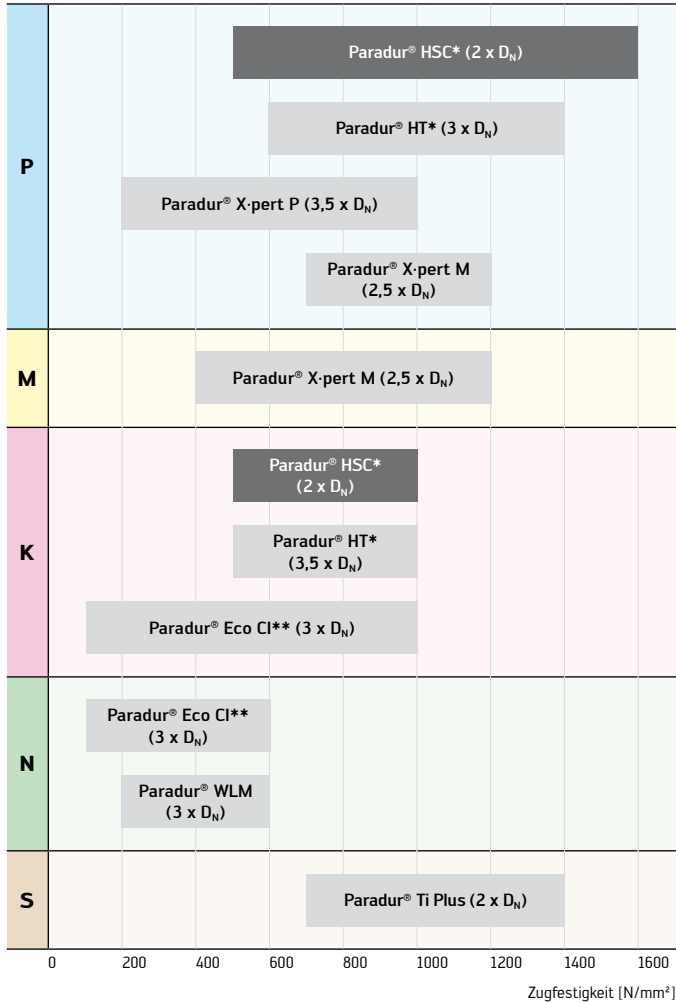 P
Paradur® HSC* (2 x DN)
Paradur® HT* (3 x DN)
Paradur® X·pert P (3,5 x DN)
Paradur® X·pert M
(2,5 x DN)
M
Paradur® X·pert M (2,5 x DN)
K
Paradur® HSC*
(2 x DN)
Paradur® HT*
(3,5 x DN)
Paradur® Eco CI** (3 x DN)
N
Paradur® Eco CI**
(3 x DN)
Paradur® WLM
(3 x DN)
S
Paradur® Ti Plus (2 x DN)
0 200 400 600 800 1000 1200 1400 1600
Zugfestigkeit [N/mm²]